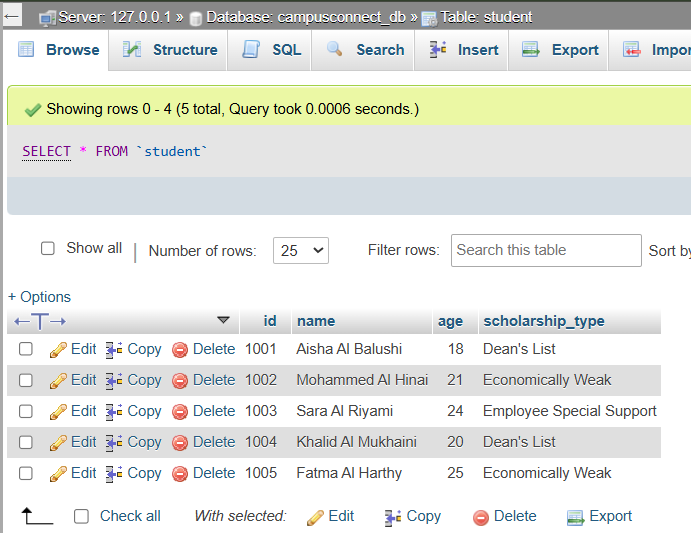 Server: 127.0.0.1 » Database: campusconnect_db » Table: student
Browse Structure SQL Search Insert Export Impor
Showing rows 0 - 4 (5 total, Query took 0.0006 seconds.)
SELECT * FROM `student`
Show all | Number of rows: 25 Filter rows: Search this table Sort by
+ Options
←T→ id name age scholarship_type
Edit Copy Delete 1001 Aisha Al Balushi 18 Dean's List
Edit Copy Delete 1002 Mohammed Al Hinai 21 Economically Weak
Edit Copy Delete 1003 Sara Al Riyami 24 Employee Special Support
Edit Copy Delete 1004 Khalid Al Mukhaini 20 Dean's List
Edit Copy Delete 1005 Fatma Al Harthy 25 Economically Weak
Check all With selected: Edit Copy Delete Export